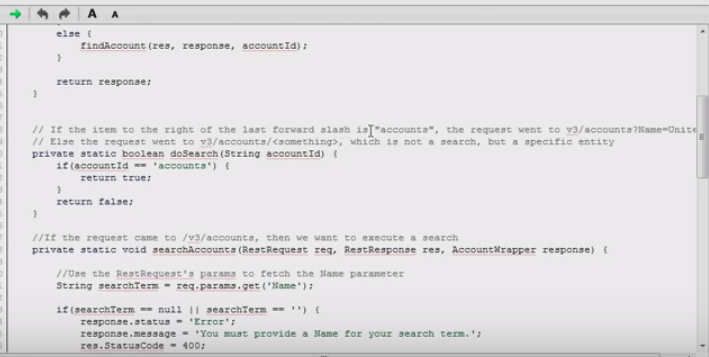 A A
else {
findAccount(res, response, accountId);
}
return response;
}
// If the item to the right of the last forward slash is "accounts", the request went to v3/accounts?Name=Unite
// Else the request went to v3/accounts/<something>, which is not a search, but a specific entity
private static boolean doSearch(String accountId) {
if(accountId == 'accounts') {
return true;
}
return false;
}
//If the request came to /v3/accounts, then we want to execute a search
private static void searchAccounts(RestRequest req, RestResponse res, AccountWrapper response) {
//Use the RestRequest's params to fetch the Name parameter
String searchTerm = req.params.get('Name');
if(searchTerm == null || searchTerm == '') {
response.status = 'Error';
response.message = 'You must provide a Name for your search term.';
res.StatusCode = 400;